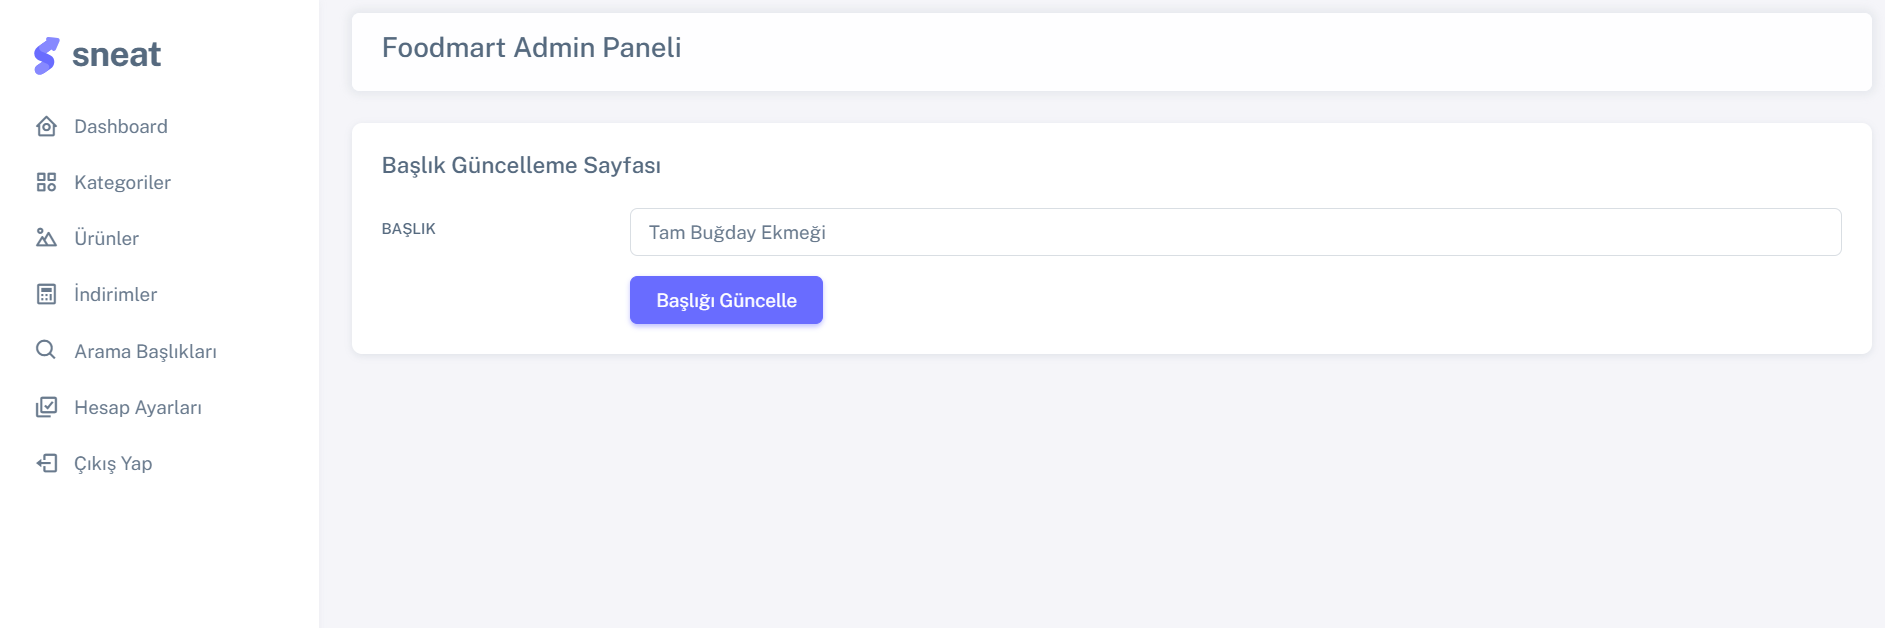 sneat
Dashboard
Kategoriler
Ürünler
İndirimler
Arama Başlıkları
Hesap Ayarları
Çıkış Yap
Foodmart Admin Paneli
Başlık Güncelleme Sayfası
BAŞLIK
Tam Buğday Ekmeği
Başlığı Güncelle